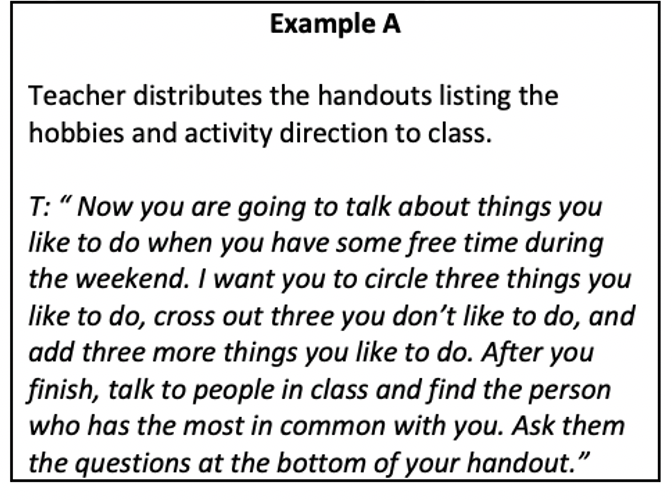 Example A
Teacher distributes the handouts listing the
hobbies and activity direction to class.
T: “ Now you are going to talk about things you
like to do when you have some free time during
the weekend. I want you to circle three things you
like to do, cross out three you don’t like to do, and
add three more things you like to do. After you
finish, talk to people in class and find the person
who has the most in common with you. Ask them
the questions at the bottom of your handout.”